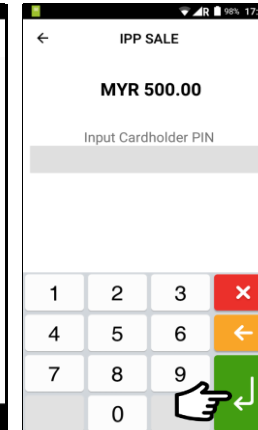 R 98% 17:
IPP SALE
MYR 500.00
Input Cardholder PIN
1 2 3
4 5 6
7 8 9
0